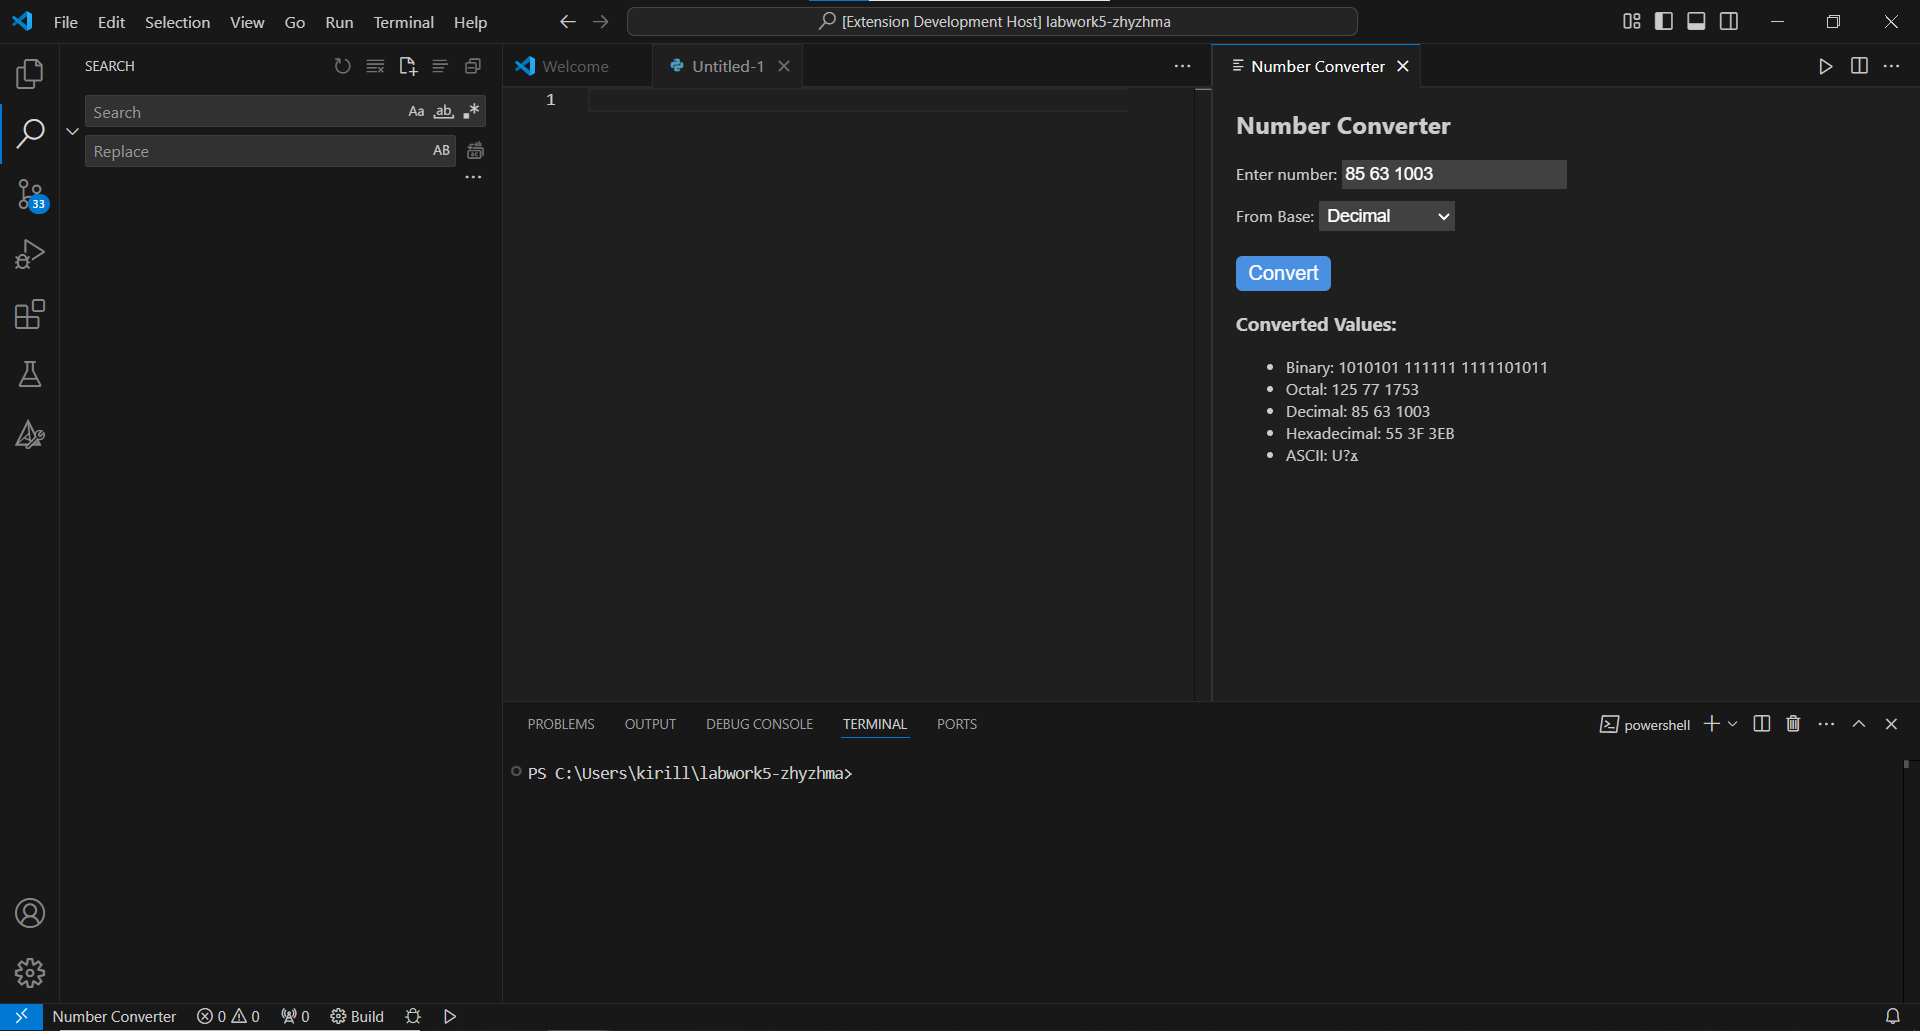 File Edit Selection View Go Run Terminal Help
[Extension Development Host] labwork5-zhyzhma
SEARCH
Search
Aa ab .*
Replace
AB
33
Welcome
Untitled-1
1
Number Converter
Number Converter
Enter number: 85 63 1003
From Base: Decimal
Convert
Converted Values:
Binary: 1010101 111111 1111101011
Octal: 125 77 1753
Decimal: 85 63 1003
Hexadecimal: 55 3F 3EB
ASCII: U?ϫ
PROBLEMS OUTPUT DEBUG CONSOLE TERMINAL PORTS
powershell
PS C:\Users\kirill\labwork5-zhyzhma>
Number Converter 0 0 0 Build